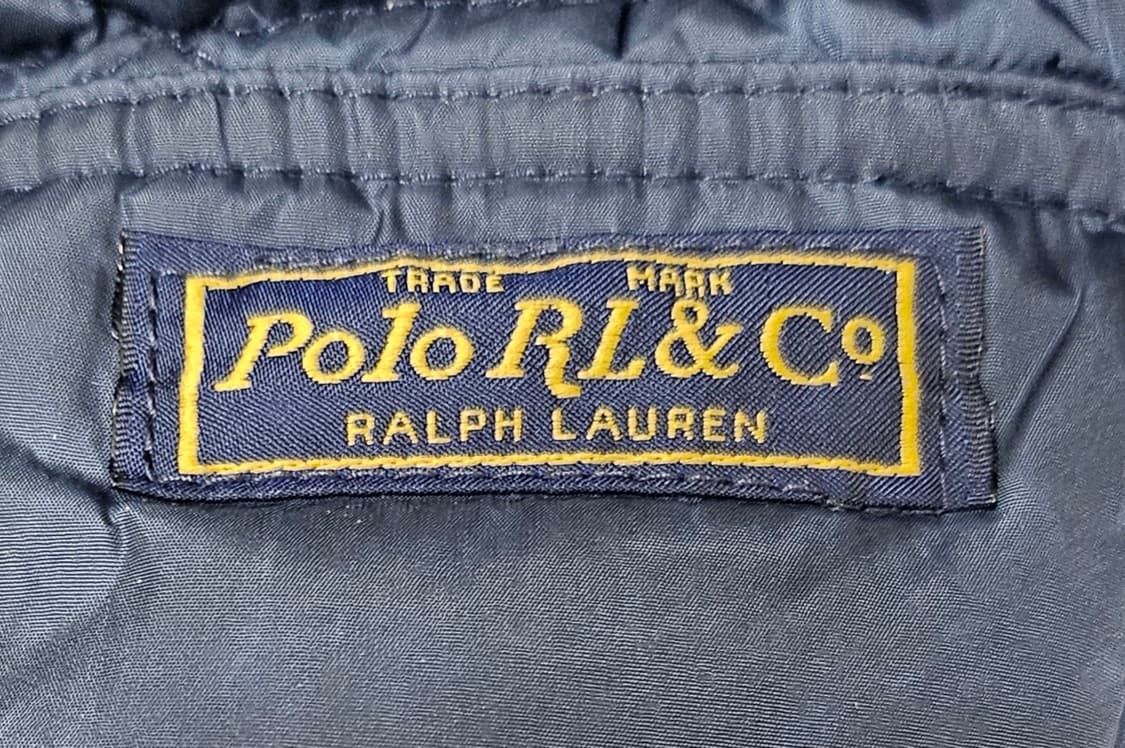 TRADE MARK
Polo RL & Co.
RALPH LAUREN